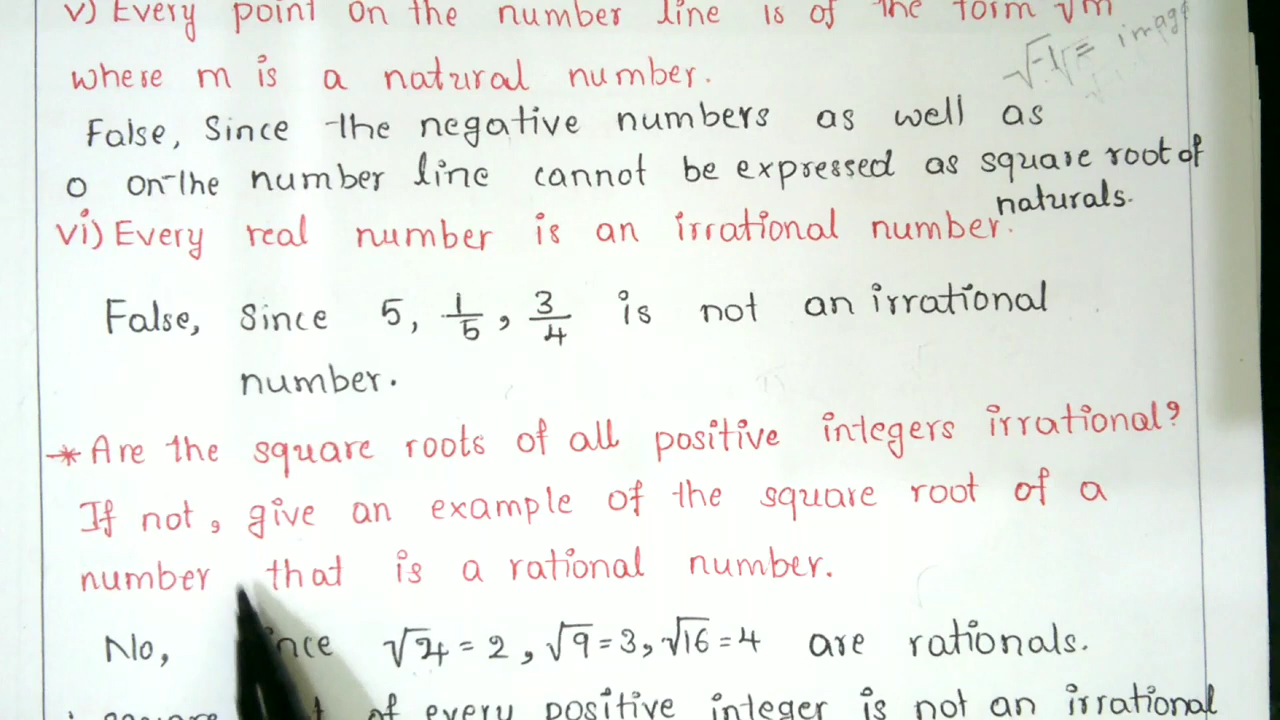 v) Every point on the number line is of the form √m
√-1 = imag
where m is a natural number.
False, Since the negative numbers as well as
0 on the number line cannot be expressed as square root of
naturals.
vi) Every real number is an irrational number.
False, Since 5, 1/5, 3/4 is not an irrational
number.
* Are the square roots of all positive integers irrational?
If not, give an example of the square root of a
number that is a rational number.
No, √4 = 2, √9 = 3, √16 = 4 are rationals.
of every positive integer is not an irrational